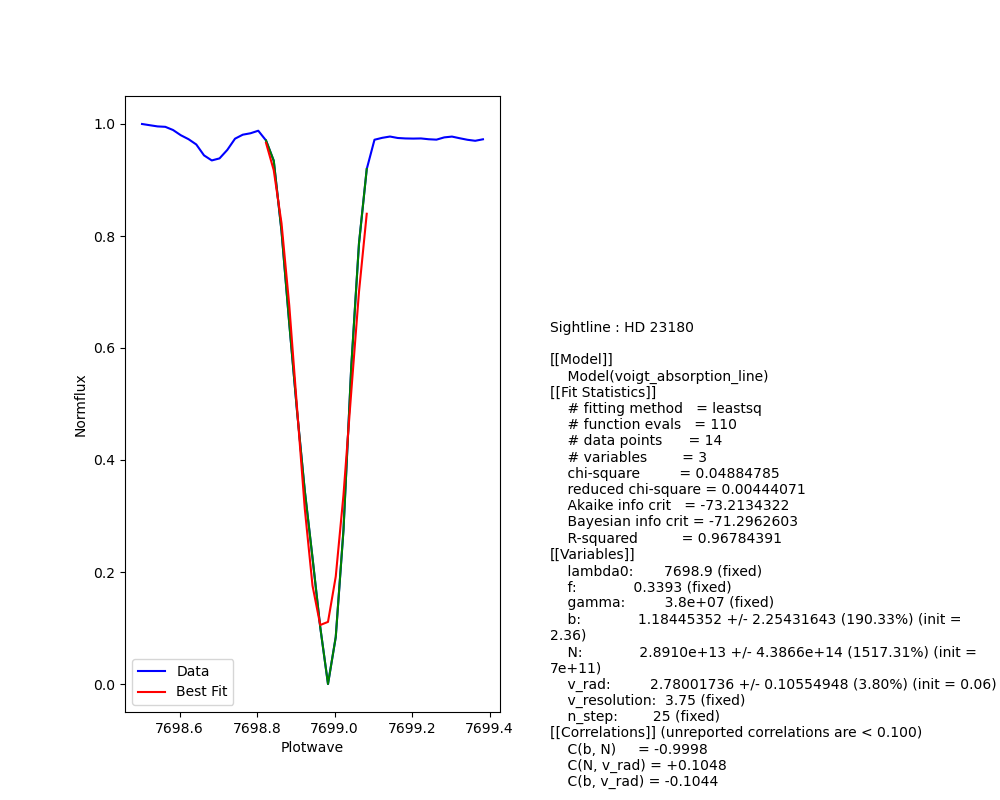 1.0
0.8
0.6
0.4
0.2
0.0
Normflux
Data
Best Fit
7698.6 7698.8 7699.0 7699.2 7699.4
Plotwave
Sightline : HD 23180
[[Model]]
Model(voigt_absorption_line)
[[Fit Statistics]]
# fitting method = leastsq
# function evals = 110
# data points = 14
# variables = 3
chi-square = 0.04884785
reduced chi-square = 0.00444071
Akaike info crit = -73.2134322
Bayesian info crit = -71.2962603
R-squared = 0.96784391
[[Variables]]
lambda0: 7698.9 (fixed)
f: 0.3393 (fixed)
gamma: 3.8e+07 (fixed)
b: 1.18445352 +/- 2.25431643 (190.33%) (init =
2.36)
N: 2.8910e+13 +/- 4.3866e+14 (1517.31%) (init =
7e+11)
v_rad: 2.78001736 +/- 0.10554948 (3.80%) (init = 0.06)
v_resolution: 3.75 (fixed)
n_step: 25 (fixed)
[[Correlations]] (unreported correlations are < 0.100)
C(b, N) = -0.9998
C(N, v_rad) = +0.1048
C(b, v_rad) = -0.1044